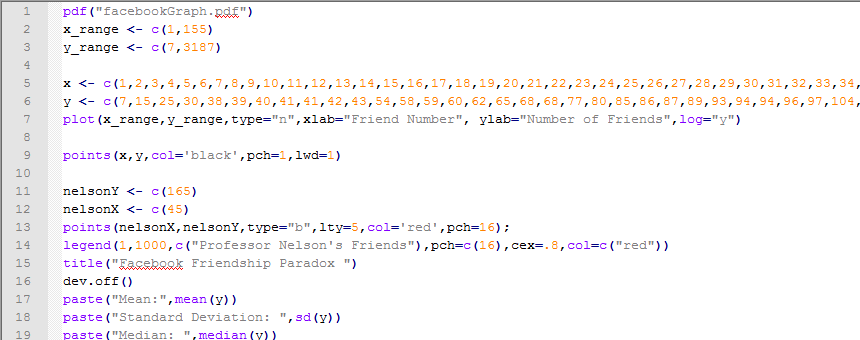 1 pdf("facebookGraph.pdf")
2 x_range <- c(1,155)
3 y_range <- c(7,3187)
4
5 x <- c(1,2,3,4,5,6,7,8,9,10,11,12,13,14,15,16,17,18,19,20,21,22,23,24,25,26,27,28,29,30,31,32,33,34,
6 y <- c(7,15,25,30,38,39,40,41,41,42,43,54,58,59,60,62,65,68,68,77,80,85,86,87,89,93,94,94,96,97,104,
7 plot(x_range,y_range,type="n",xlab="Friend Number", ylab="Number of Friends",log="y")
8
9 points(x,y,col='black',pch=1,lwd=1)
10
11 nelsonY <- c(165)
12 nelsonX <- c(45)
13 points(nelsonX,nelsonY,type="b",lty=5,col='red',pch=16);
14 legend(1,1000,c("Professor Nelson's Friends"),pch=c(16),cex=.8,col=c("red"))
15 title("Facebook Friendship Paradox ")
16 dev.off()
17 paste("Mean:",mean(y))
18 paste("Standard Deviation: ",sd(y))
19 paste("Median: ",median(y))